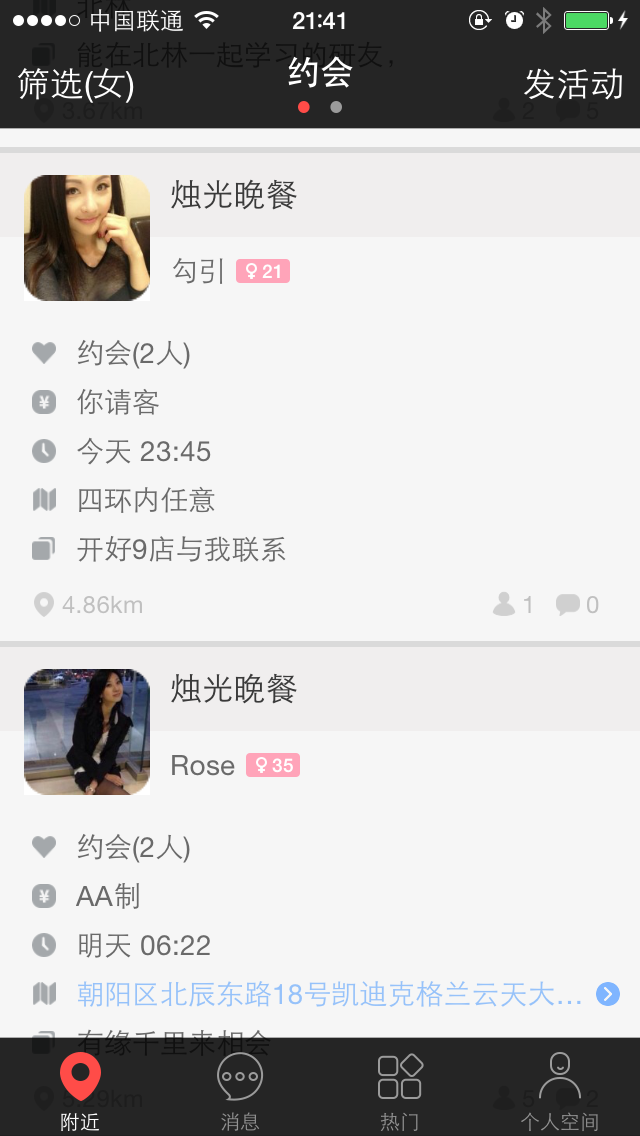 中国联通
21:41
北林
能在北林一起学习的研友，
筛选(女)
约会
发活动
3.67km
2
5
烛光晚餐
勾引
♀21
约会(2人)
¥
你请客
今天 23:45
四环内任意
开好9店与我联系
4.86km
1
0
烛光晚餐
Rose
♀35
约会(2人)
¥
AA制
明天 06:22
朝阳区北辰东路18号凯迪克格兰云天大...
有缘千里来相会
5.29km
5
2
附近
消息
热门
个人空间